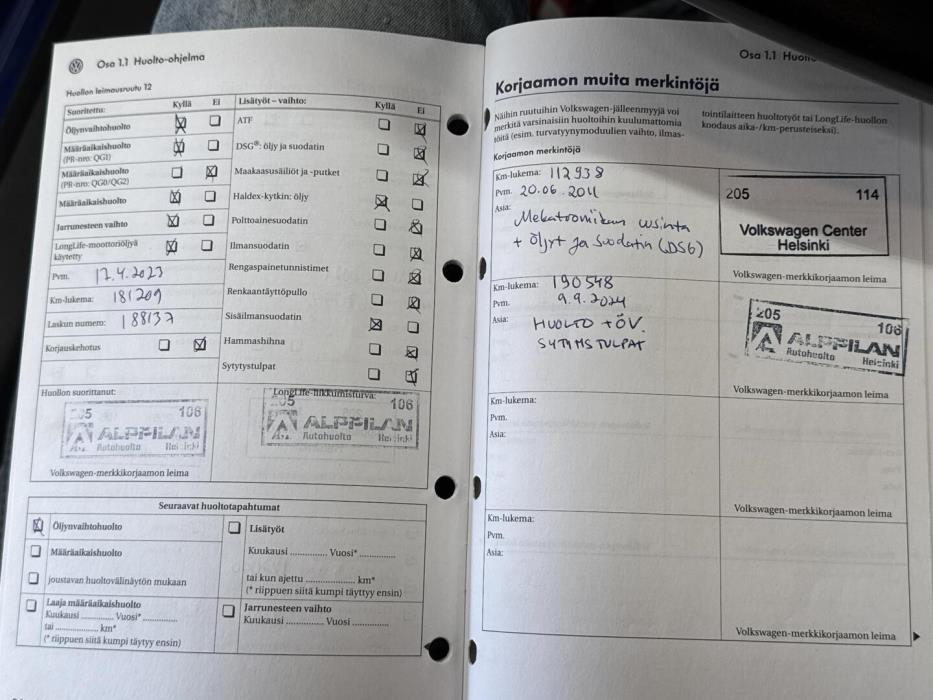 Osa 1.1 Huolto-ohjelma
Huollon leimausruutu 12
Suoritettu: Kyllä Ei
Öljynvaihtohuolto
Määräaikaishuolto
(PR-nro: QG1)
Määräaikaishuolto
(PR-nro: QG0/QG2)
Määräaikaishuolto
Jarrunesteen vaihto
LongLife-moottoriöljyä
käytetty
Pvm. 12.4.2023
Km-lukema: 181209
Laskun numero: 188137
Korjauskehotus
Lisätyöt – vaihto: Kyllä Ei
ATF
DSG®: öljy ja suodatin
Maakaasusäiliöt ja -putket
Haldex-kytkin: öljy
Polttoainesuodatin
Ilmansuodatin
Rengaspainetunnistimet
Renkaantäyttöpullo
Sisäilmansuodatin
Hammashihna
Sytytystulpat
Huollon suorittanut:
205 106
ALPPILAN
Autohuolto Helsinki
Volkswagen-merkkikorjaamon leima
LongLife-liikkumisturva:
205 106
ALPPILAN
Autohuolto Helsinki
Seuraavat huoltotapahtumat
Öljynvaihtohuolto
Määräaikaishuolto
joustavan huoltovälinäytön mukaan
Laaja määräaikaishuolto
Kuukausi ............ Vuosi* ............
tai .................. km*
(* riippuen siitä kumpi täytyy ensin)
Lisätyöt
Kuukausi ............ Vuosi* ............
tai kun ajettu ................ km*
(* riippuen siitä kumpi täyttyy ensin)
Jarrunesteen vaihto
Kuukausi ............ Vuosi ............
Osa 1.1
Korjaamon muita merkintöjä
Näihin ruutuihin Volkswagen-jälleenmyyjä voi
merkitä varsinaisiin huoltoihin kuulumattomia
töitä (esim. turvatyynymoduulien vaihto, ilmas-
tointilaitteen huoltotyöt tai LongLife-huollon
koodaus aika-/km-perusteiseksi).
Korjaamon merkintöjä
Km-lukema: 112938
Pvm. 20.06.2011
Asia:
Mekatroniikan uusinta
+ Öljyt ja Suodatin (DSG)
205 114
Volkswagen Center
Helsinki
Volkswagen-merkkikorjaamon leima
Km-lukema: 190548
Pvm. 9.9.2024
Asia: HUOLTO + ÖV.
205 106
ALPPILAN
Autohuolto Helsinki
Volkswagen-merkkikorjaamon leima
Km-lukema:
Pvm.
Asia:
Volkswagen-merkkikorjaamon leima
Km-lukema:
Pvm.
Asia:
Volkswagen-merkkikorjaamon leima